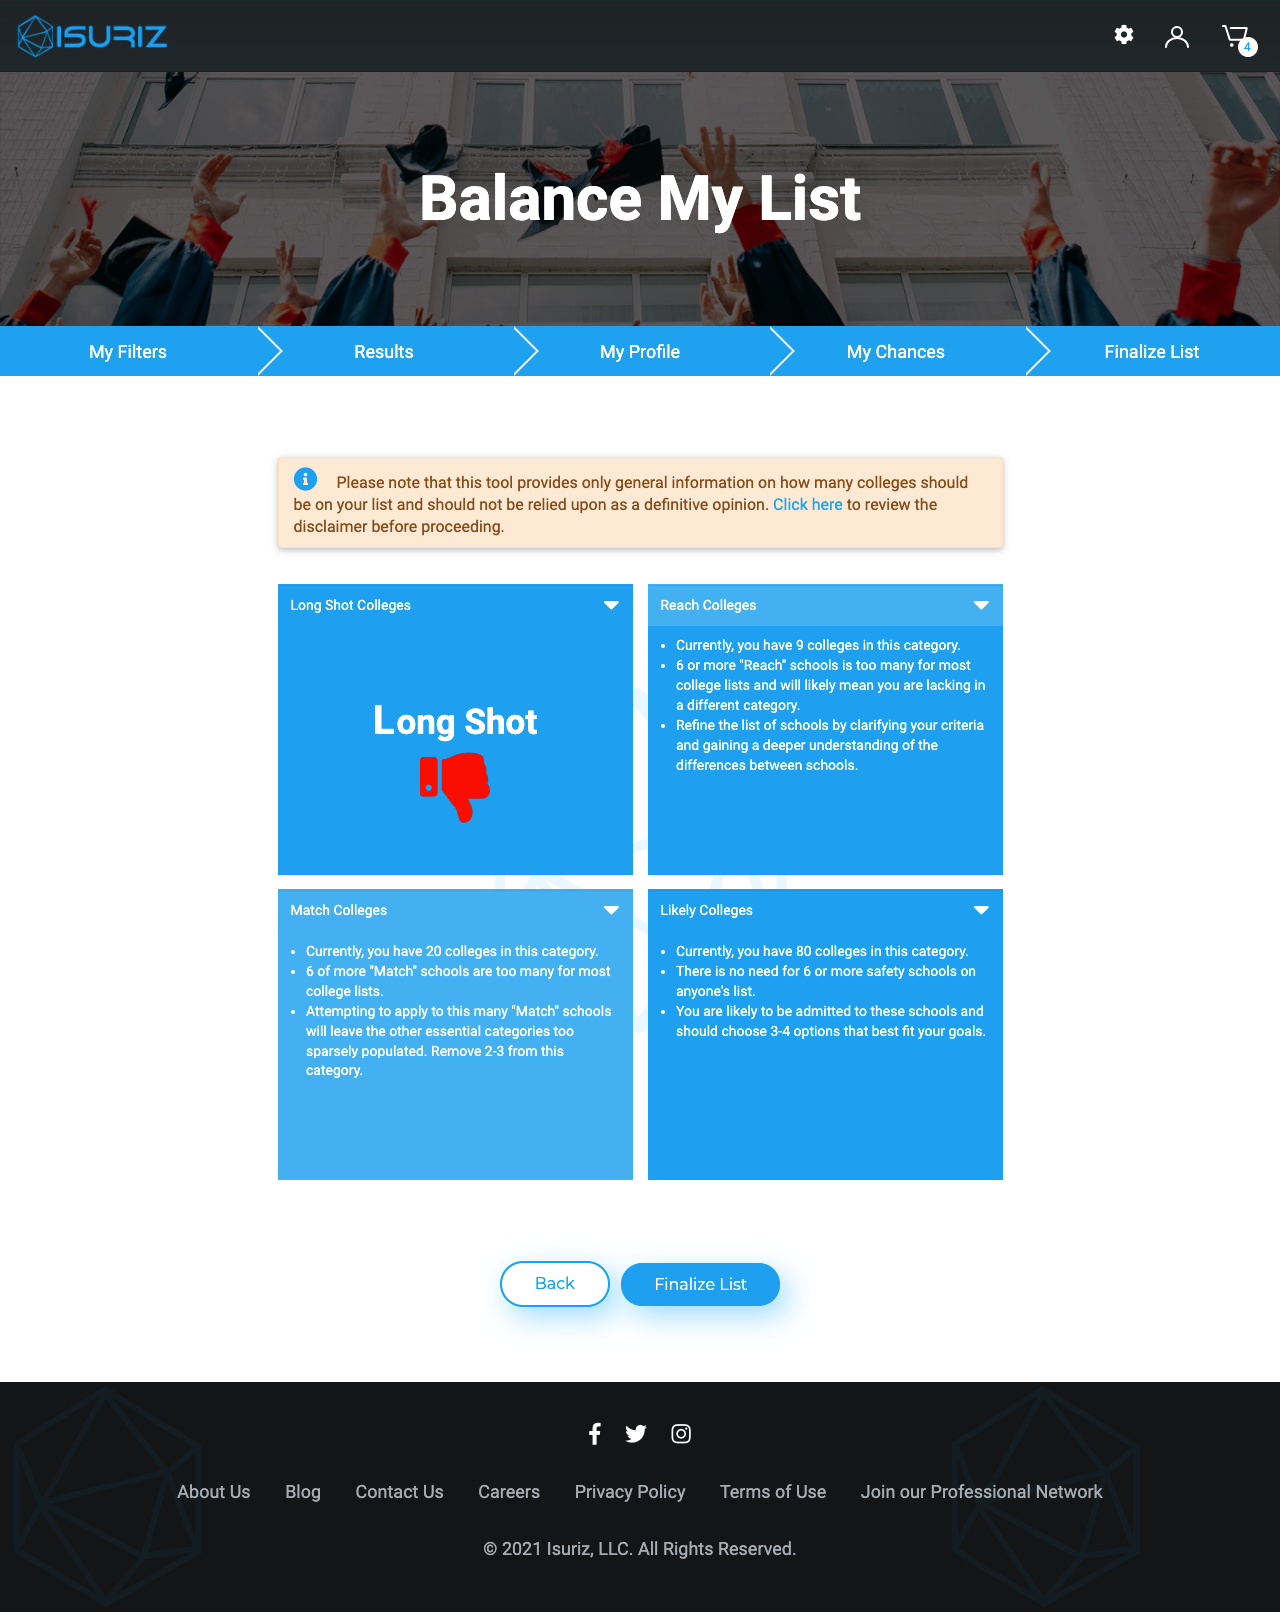 ISURIZ
4
Balance My List
My Filters
Results
My Profile
My Chances
Finalize List
Please note that this tool provides only general information on how many colleges should
be on your list and should not be relied upon as a definitive opinion. Click here to review the
disclaimer before proceeding.
Long Shot Colleges
Long Shot
Reach Colleges
Currently, you have 9 colleges in this category.
6 or more "Reach" schools is too many for most
college lists and will likely mean you are lacking in
a different category.
Refine the list of schools by clarifying your criteria
and gaining a deeper understanding of the
differences between schools.
Match Colleges
Currently, you have 20 colleges in this category.
6 of more "Match" schools are too many for most
college lists.
Attempting to apply to this many "Match" schools
will leave the other essential categories too
sparsely populated. Remove 2-3 from this
category.
Likely Colleges
Currently, you have 80 colleges in this category.
There is no need for 6 or more safety schools on
anyone's list.
You are likely to be admitted to these schools and
should choose 3-4 options that best fit your goals.
Back
Finalize List
About Us
Blog
Contact Us
Careers
Privacy Policy
Terms of Use
Join our Professional Network
© 2021 Isuriz, LLC. All Rights Reserved.